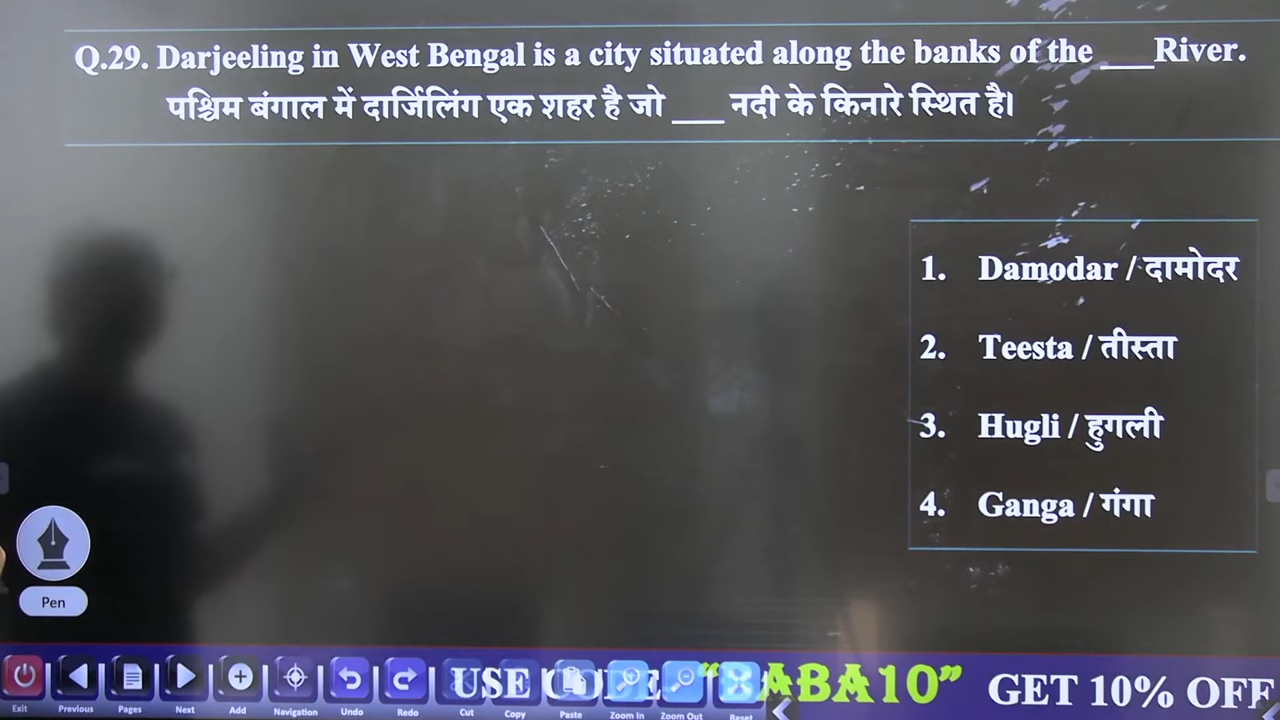 Q.29. Darjeeling in West Bengal is a city situated along the banks of the ___River.
पश्चिम बंगाल में दार्जिलिंग एक शहर है जो ___ नदी के किनारे स्थित है।
1. Damodar / दामोदर
2. Teesta / तीस्ता
3. Hugli / हुगली
4. Ganga / गंगा
Pen
USE CODE “BABA10” GET 10% OFF
Exit Previous Pages Next Add Navigation Undo Redo Cut Copy Paste Zoom In Zoom Out Reset